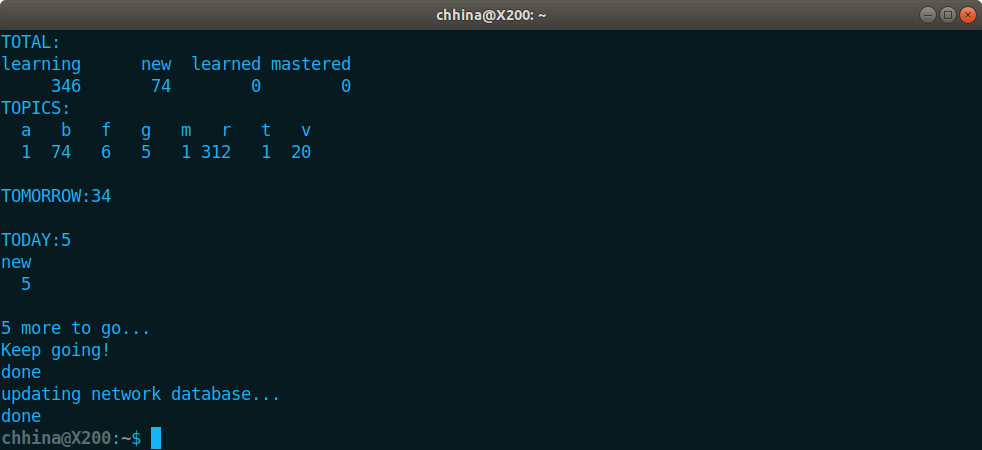 chhina@X200: ~
TOTAL:
learning      new  learned mastered
     346       74        0        0
TOPICS:
  a   b   f   g   m   r   t   v
  1  74   6   5   1 312   1  20
TOMORROW:34
TODAY:5
new
  5
5 more to go...
Keep going!
done
updating network database...
done
chhina@X200:~$